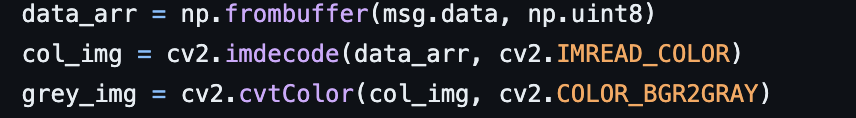 data_arr = np.frombuffer(msg.data, np.uint8)
col_img = cv2.imdecode(data_arr, cv2.IMREAD_COLOR)
grey_img = cv2.cvtColor(col_img, cv2.COLOR_BGR2GRAY)